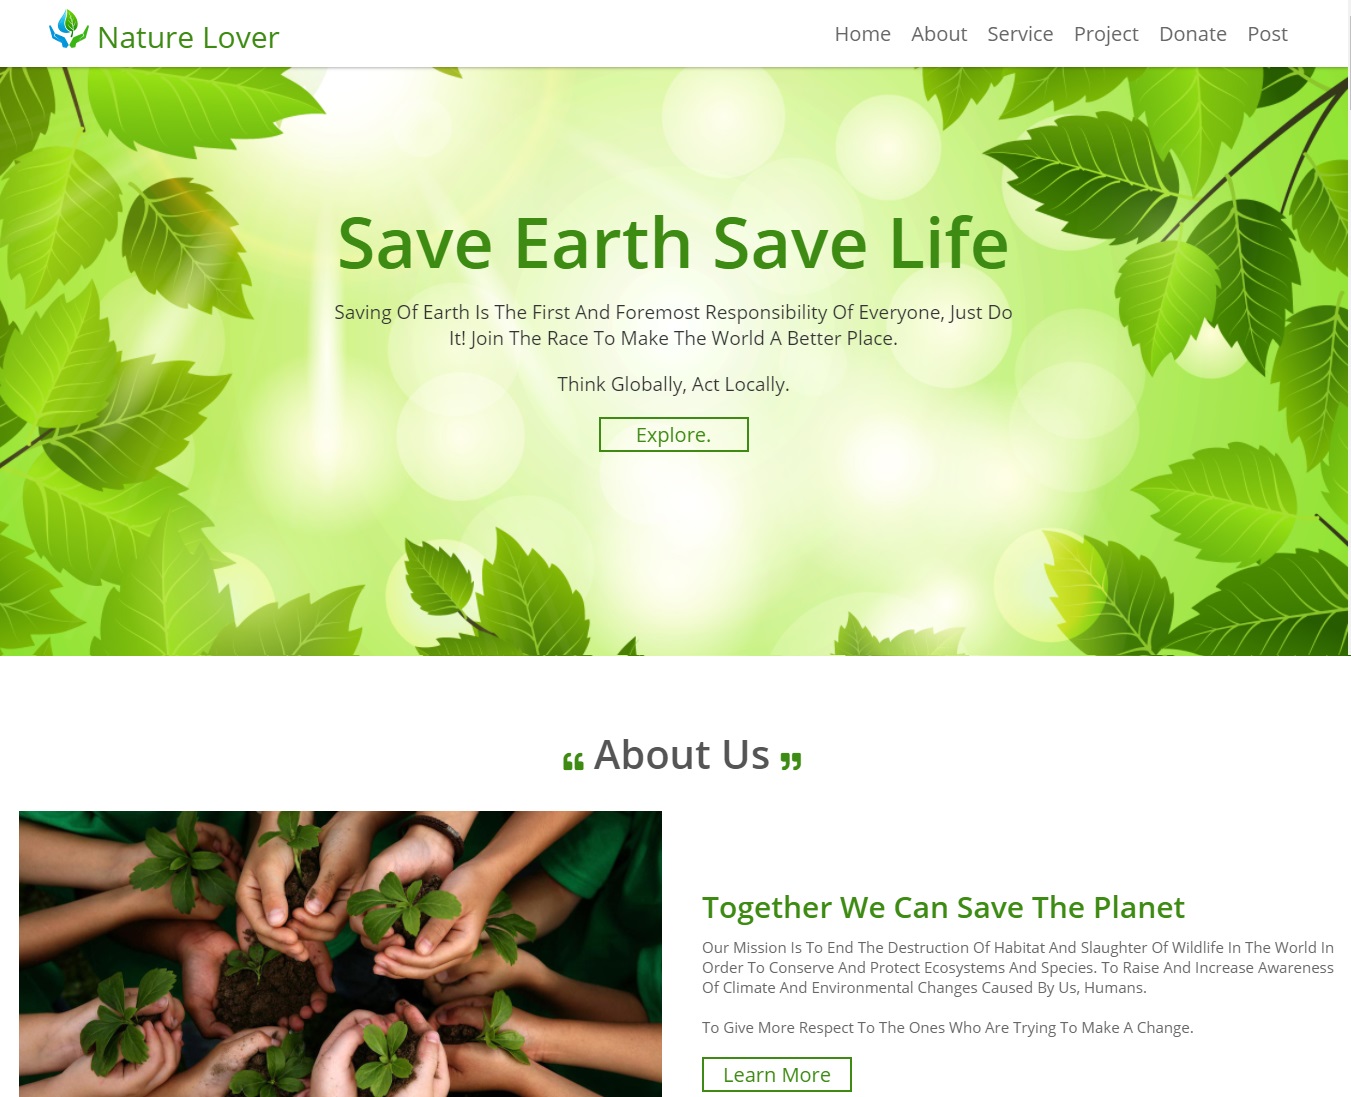 Nature Lover
Home About Service Project Donate Post
Save Earth Save Life
Saving Of Earth Is The First And Foremost Responsibility Of Everyone, Just Do
It! Join The Race To Make The World A Better Place.
Think Globally, Act Locally.
Explore.
“ About Us ”
Together We Can Save The Planet
Our Mission Is To End The Destruction Of Habitat And Slaughter Of Wildlife In The World In
Order To Conserve And Protect Ecosystems And Species. To Raise And Increase Awareness
Of Climate And Environmental Changes Caused By Us, Humans.
To Give More Respect To The Ones Who Are Trying To Make A Change.
Learn More